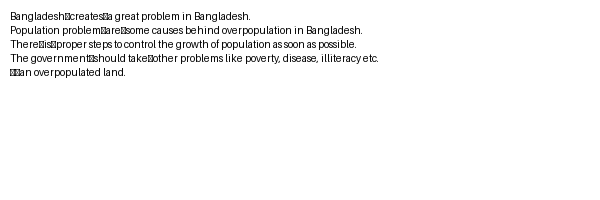 Bangladesh creates a great problem in Bangladesh.
Population problem are some causes behind overpopulation in Bangladesh.
There is proper steps to control the growth of population as soon as possible.
The government should take other problems like poverty, disease, illiteracy etc.
an overpopulated land.